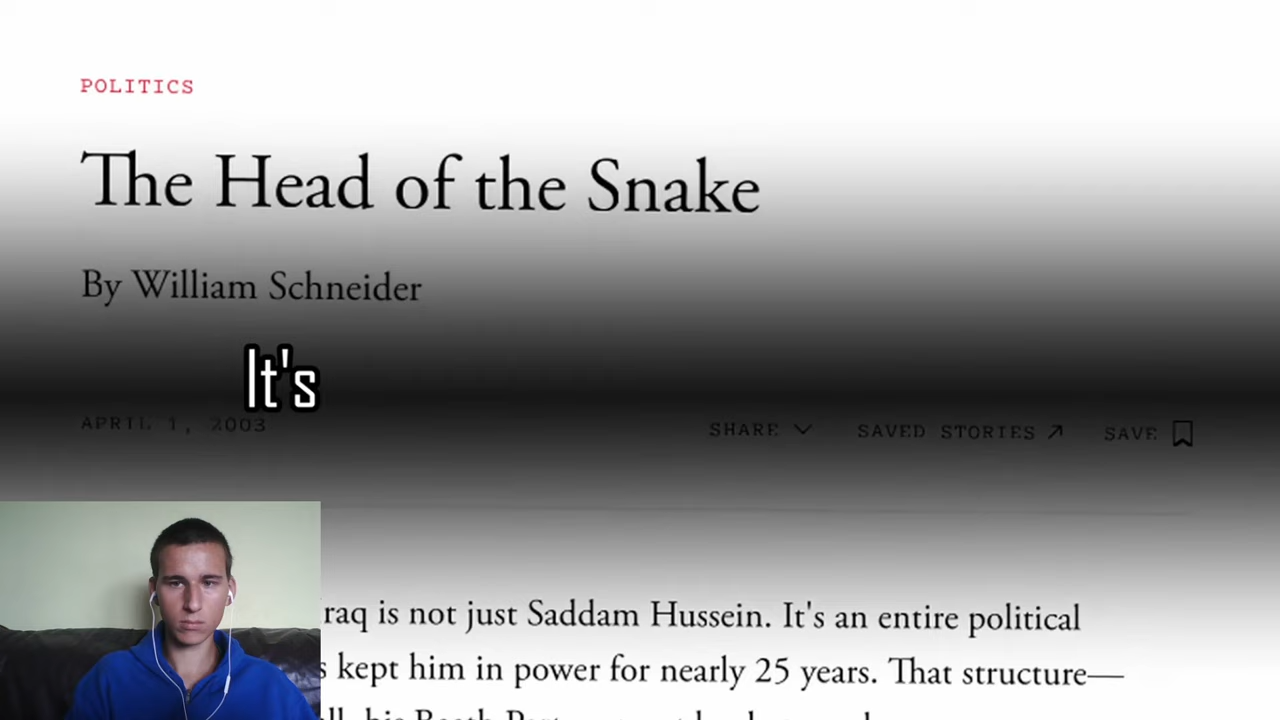 POLITICS
The Head of the Snake
By William Schneider
It's
APRIL 1, 2003
SHARE SAVED STORIES SAVE
raq is not just Saddam Hussein. It's an entire political
s kept him in power for nearly 25 years. That structure—